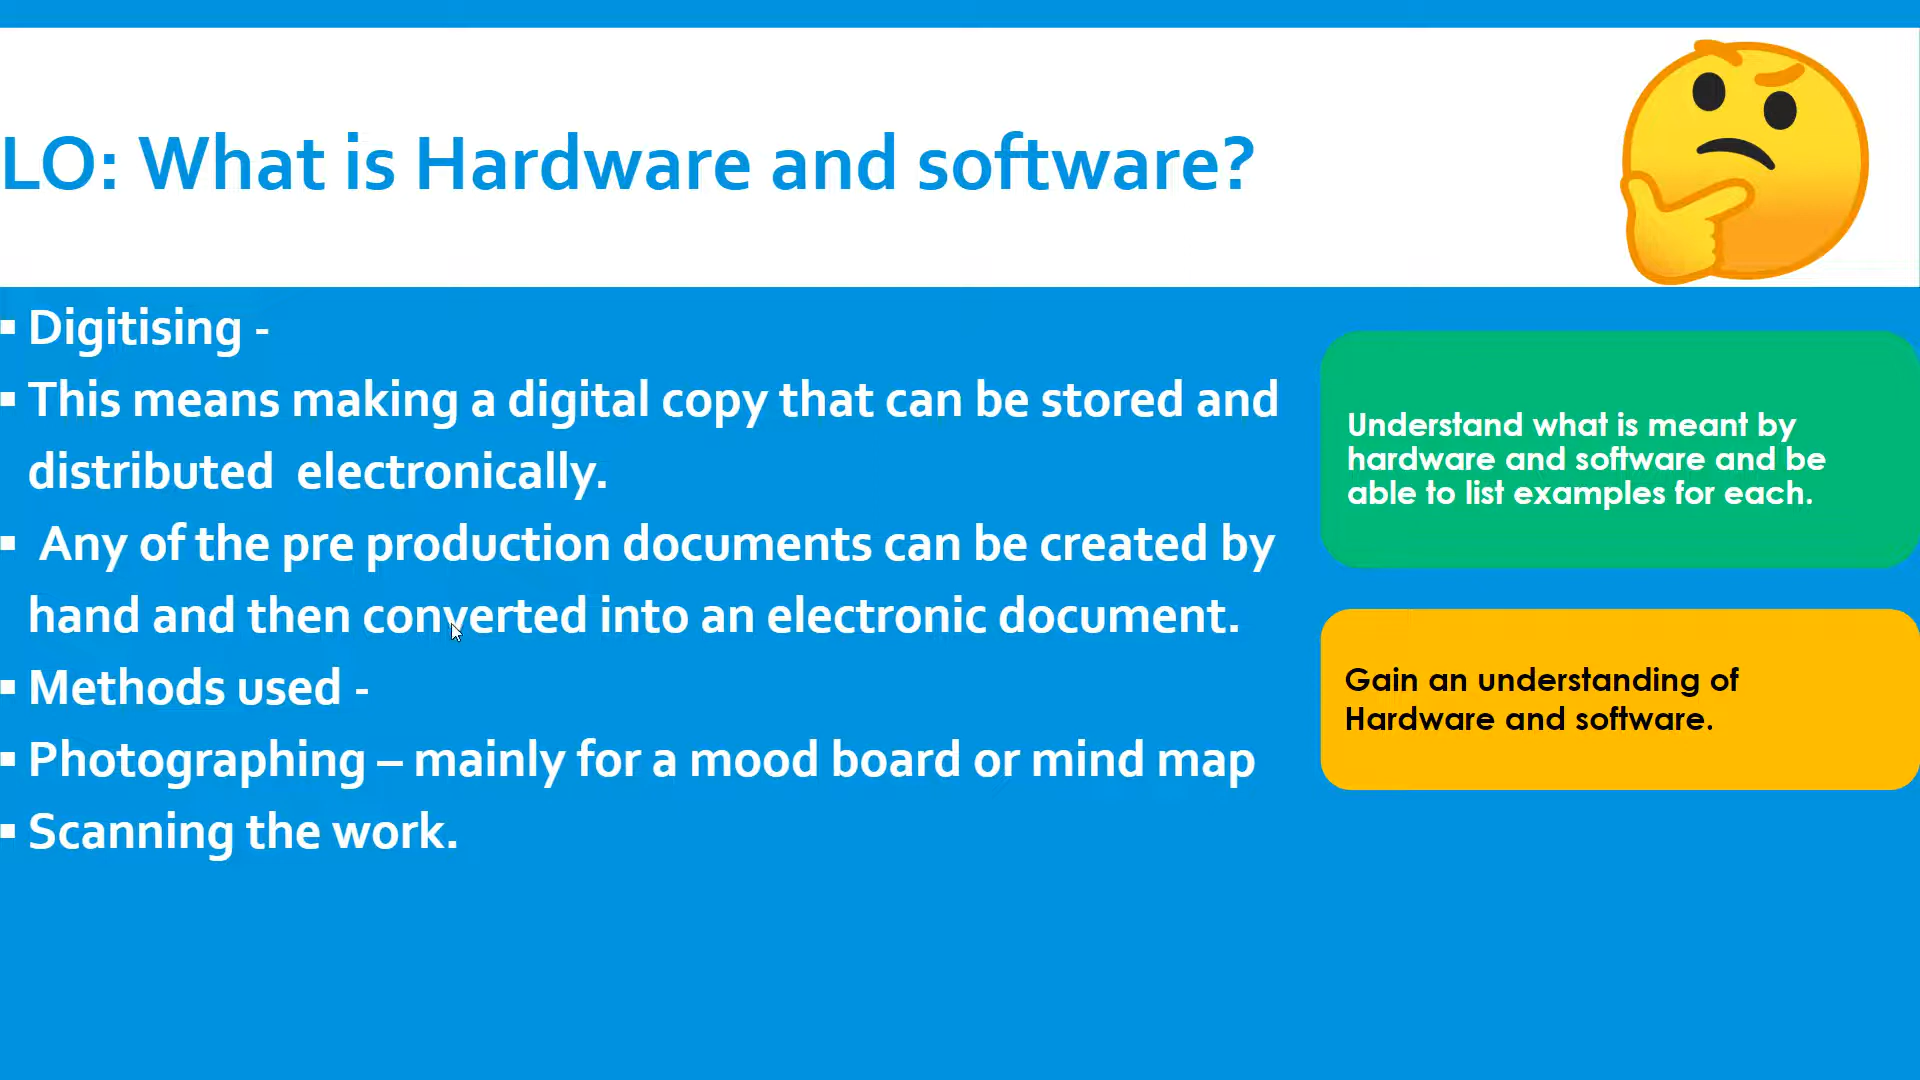 LO: What is Hardware and software?
▪ Digitising -
▪ This means making a digital copy that can be stored and
distributed  electronically.
▪ Any of the pre production documents can be created by
hand and then converted into an electronic document.
▪ Methods used -
▪ Photographing – mainly for a mood board or mind map
▪ Scanning the work.
Understand what is meant by
hardware and software and be
able to list examples for each.
Gain an understanding of
Hardware and software.